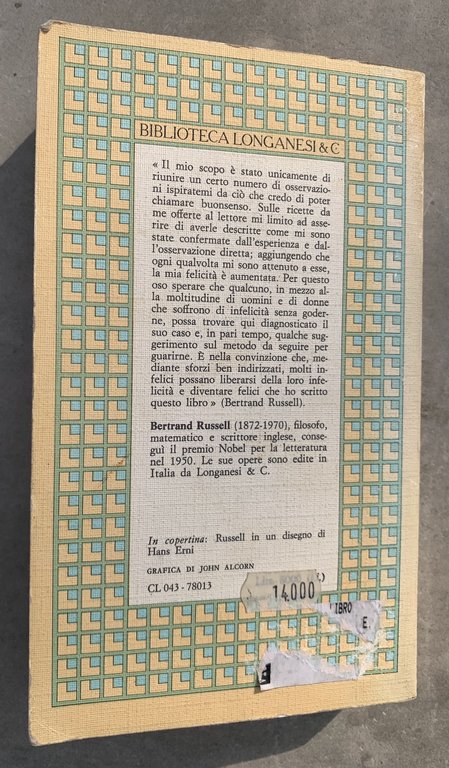 BIBLIOTECA LONGANESI & C
« Il mio scopo è stato unicamente di
riunire un certo numero di osservazio-
ni ispiratemi da ciò che credo di poter
chiamare buonsenso. Sulle ricette da
me offerte al lettore mi limito ad asse-
rire di averle descritte come mi sono
state confermate dall'esperienza e dal-
l'osservazione diretta; aggiungendo che
ogni qualvolta mi sono attenuto a esse,
la mia felicità è aumentata. Per questo
oso sperare che qualcuno, in mezzo al-
la moltitudine di uomini e di donne
che soffrono di infelicità senza goder-
ne, possa trovare qui diagnosticato il
suo caso e, in pari tempo, qualche sug-
gerimento sul metodo da seguire per
guarirne. È nella convinzione che, me-
diante sforzi ben indirizzati, molti in-
felici possano liberarsi della loro infe-
licità e diventare felici che ho scritto
questo libro » (Bertrand Russell).
Bertrand Russell (1872-1970), filosofo,
matematico e scrittore inglese, conse-
guì il premio Nobel per la letteratura
nel 1950. Le sue opere sono edite in
Italia da Longanesi & C.
In copertina: Russell in un disegno di
Hans Erni
GRAFICA DI JOHN ALCORN
CL 043 - 78013
14.000
IBRO
E.